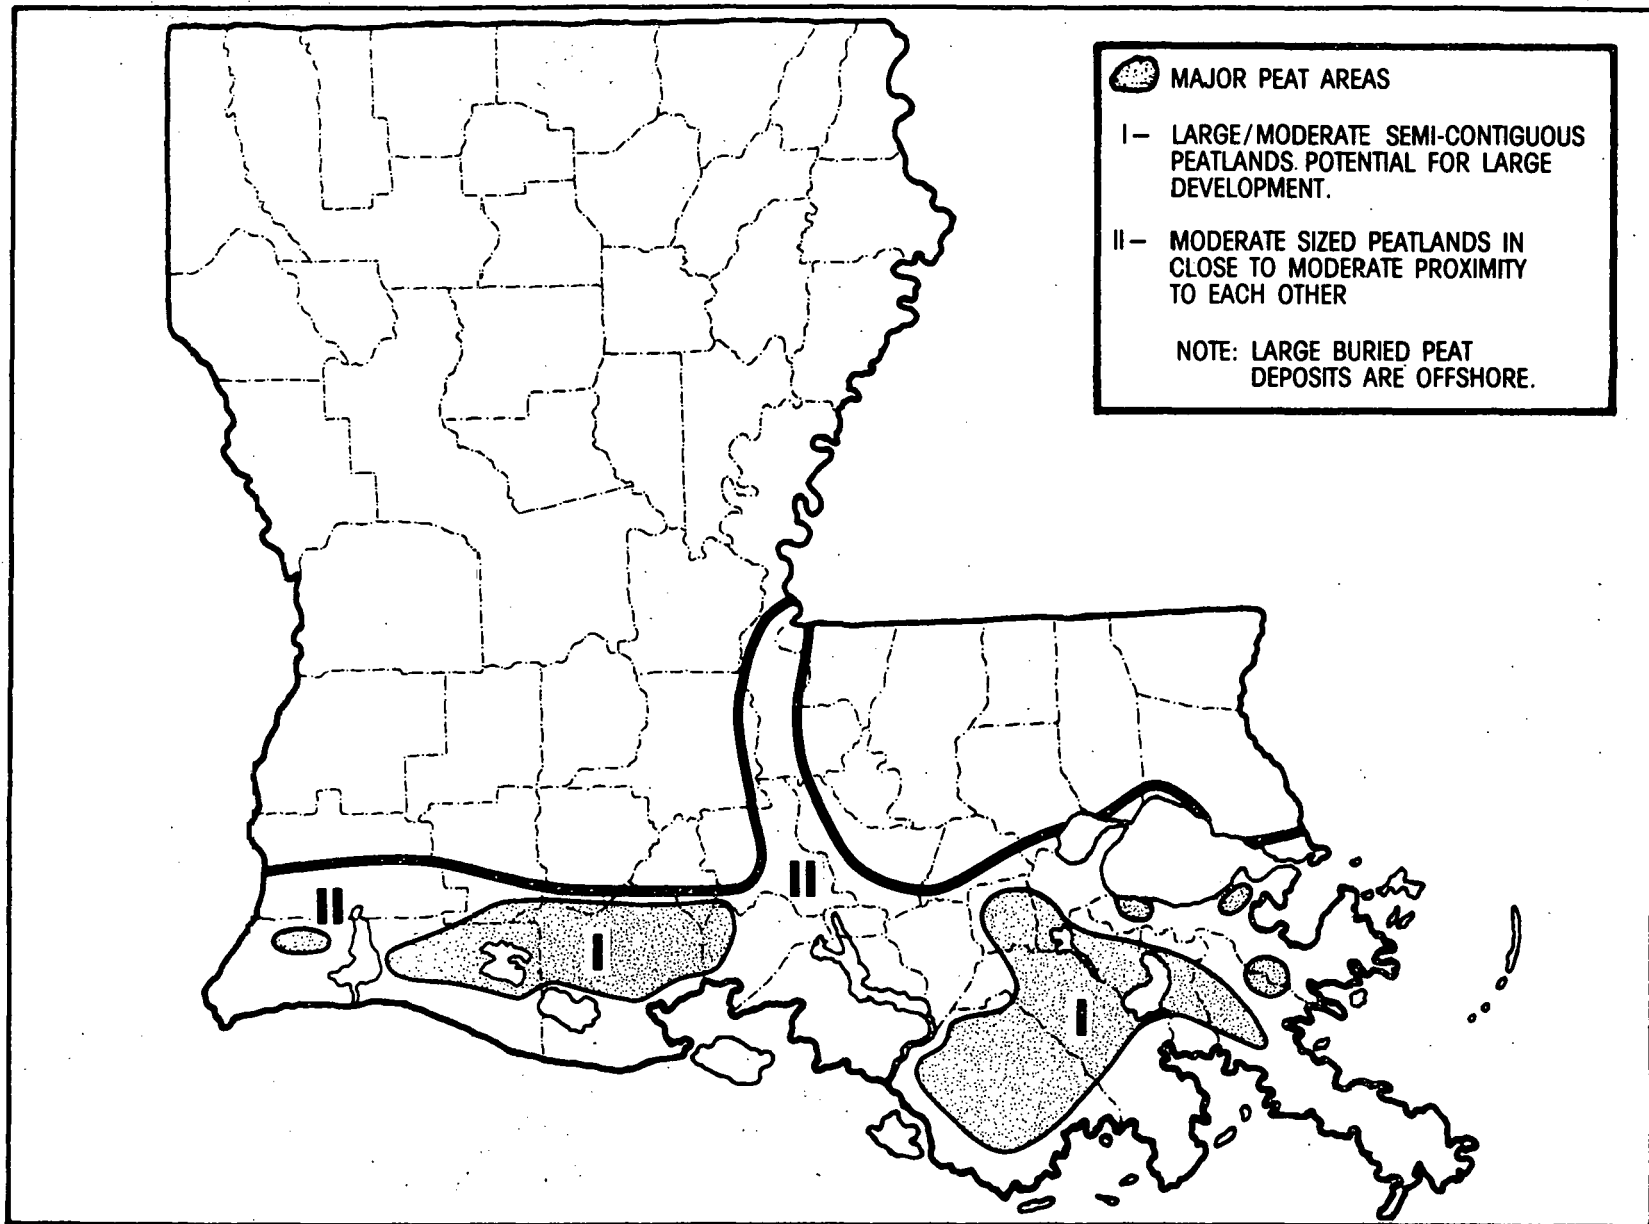 MAJOR PEAT AREAS
I – LARGE/MODERATE SEMI-CONTIGUOUS
PEATLANDS. POTENTIAL FOR LARGE
DEVELOPMENT.
II – MODERATE SIZED PEATLANDS IN
CLOSE TO MODERATE PROXIMITY
TO EACH OTHER
NOTE: LARGE BURIED PEAT
DEPOSITS ARE OFFSHORE.
II
II
I
I